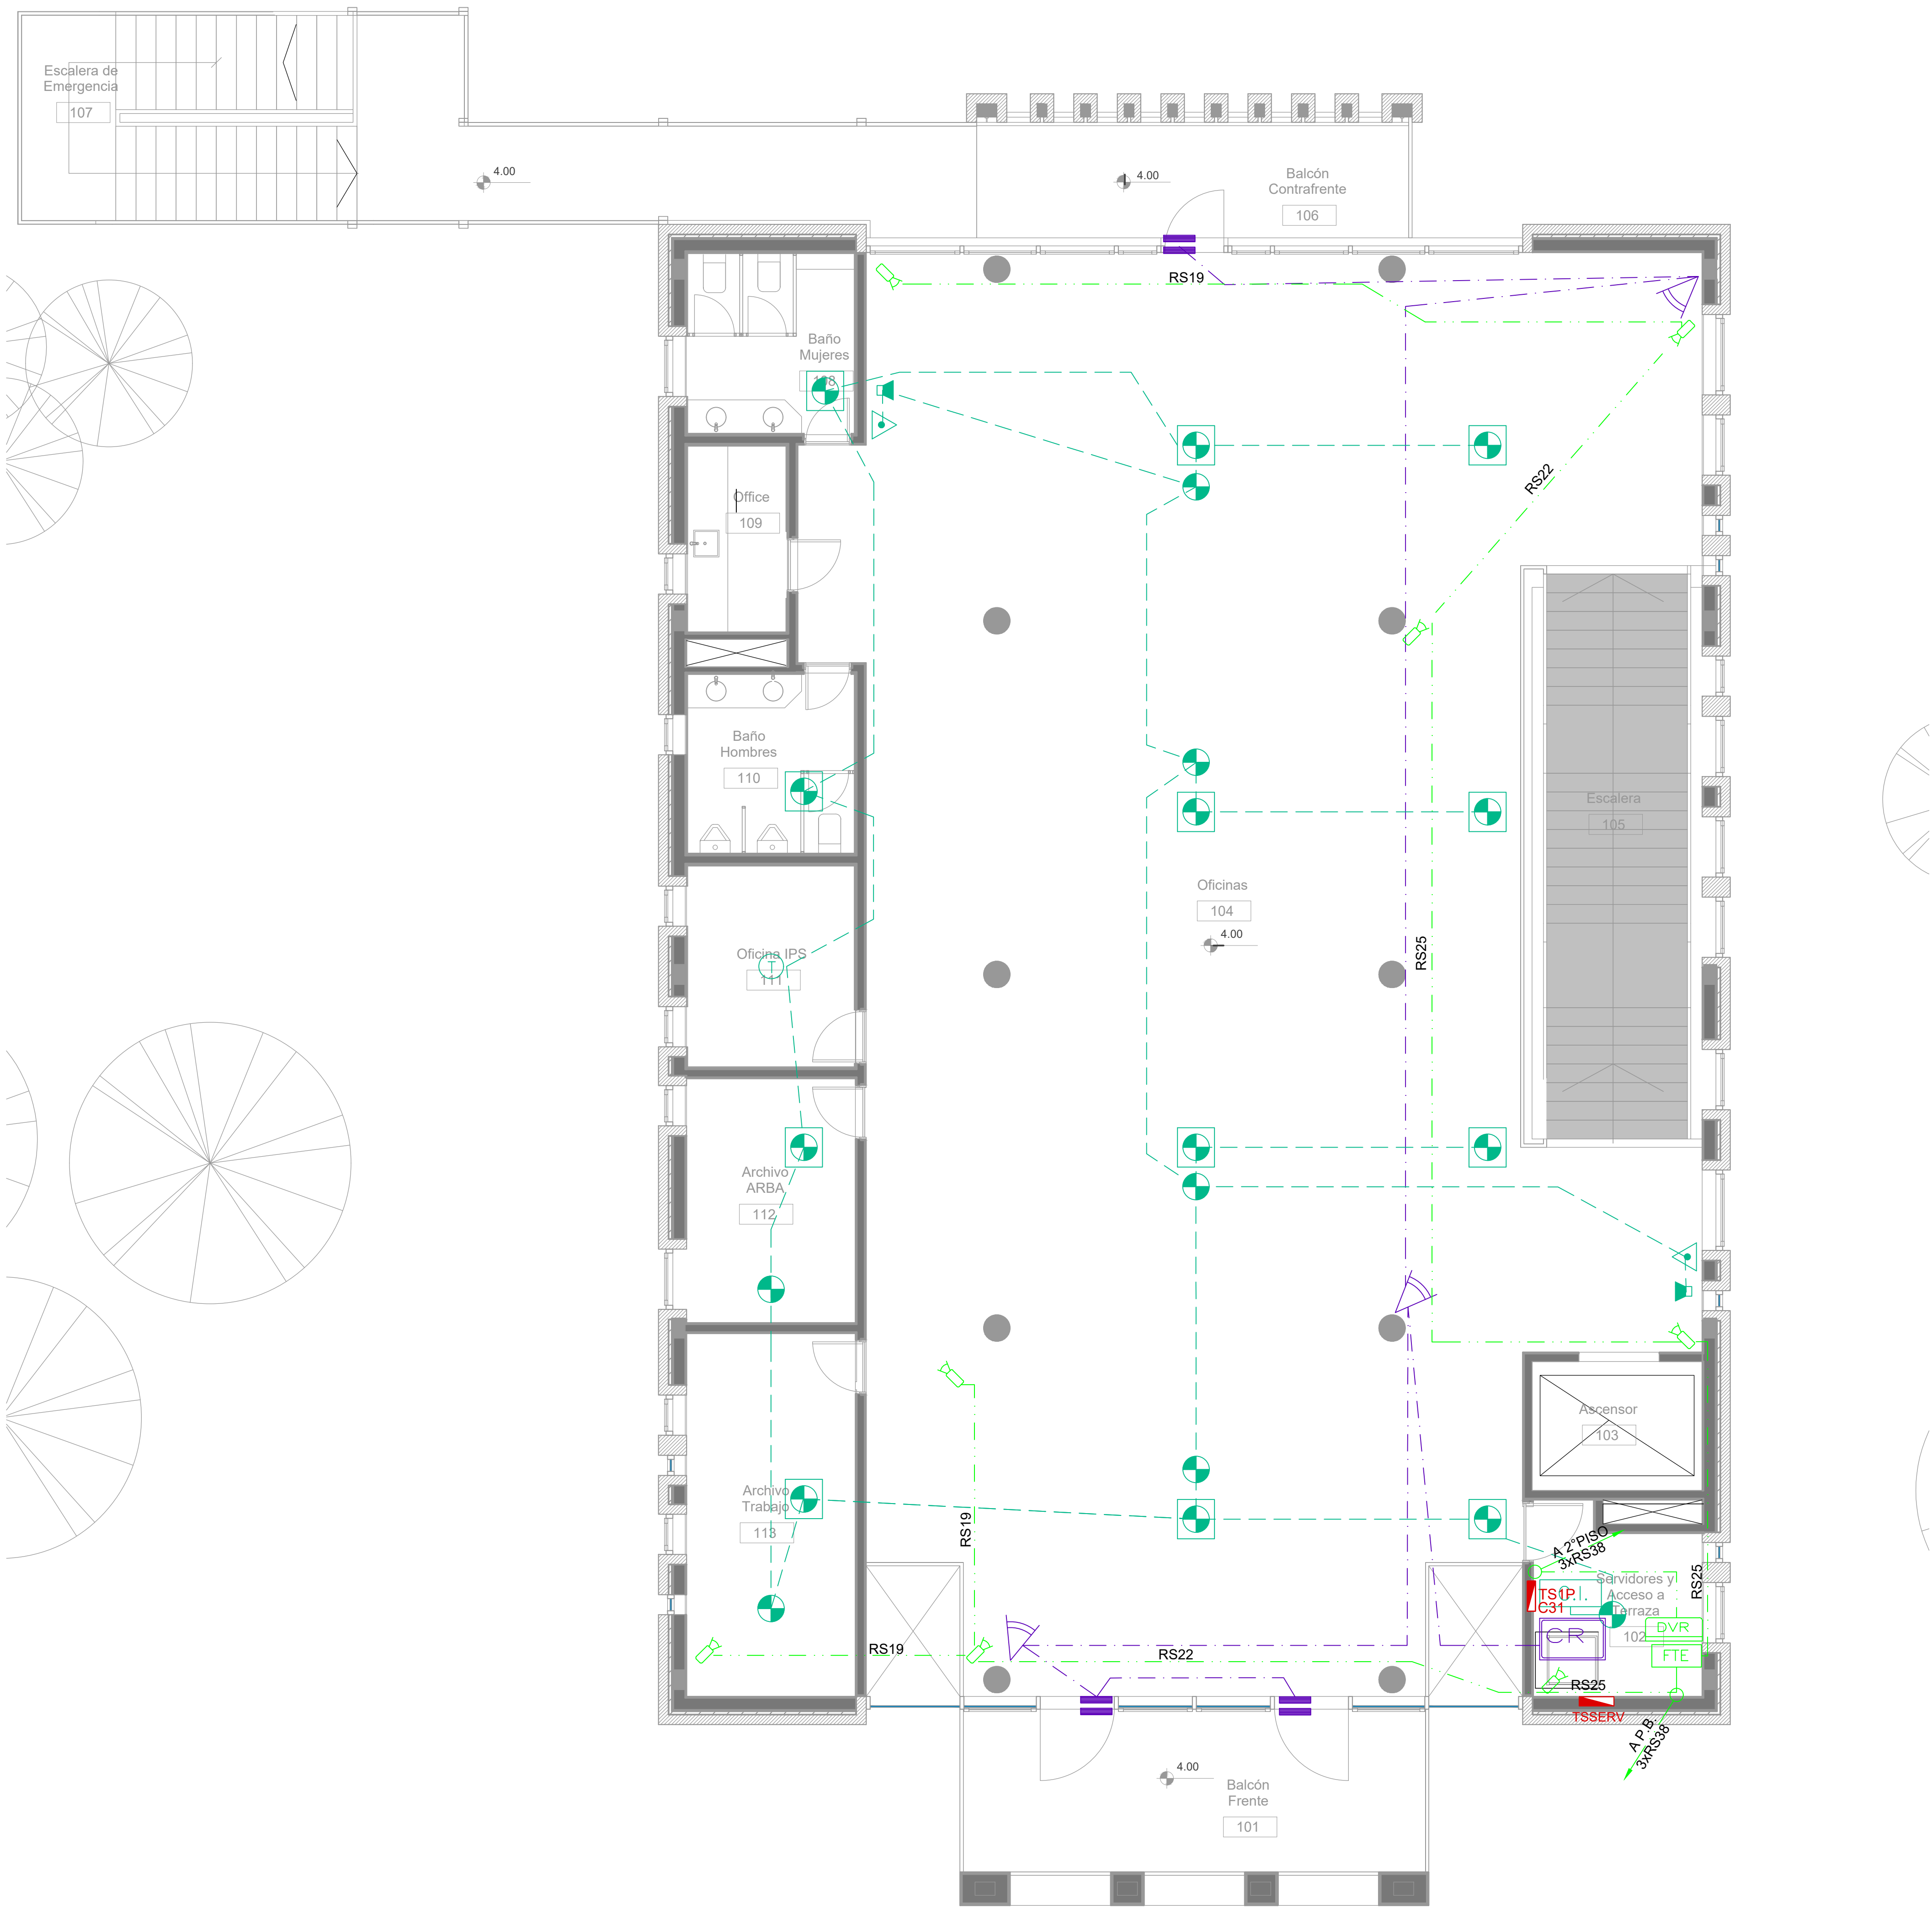 Escalera de
Emergencia
107
4.00
4.00
Balcón
Contrafrente
106
RS19
Baño
Mujeres
108
RS22
Office
109
Baño
Hombres
110
Escalera
105
Oficinas
104
4.00
RS25
Oficina IPS
T
111
Archivo
ARBA
112
Ascensor
103
Archivo
Trabajo
113
RS19
A 2°PISO
3xRS38
RS25
Servidores y
Acceso a
Terraza
102
C.I.
TS1P
C31
CR
DVR
FTE
RS19
RS22
RS25
TSSERV
A P.B.
3xRS38
4.00
Balcón
Frente
101